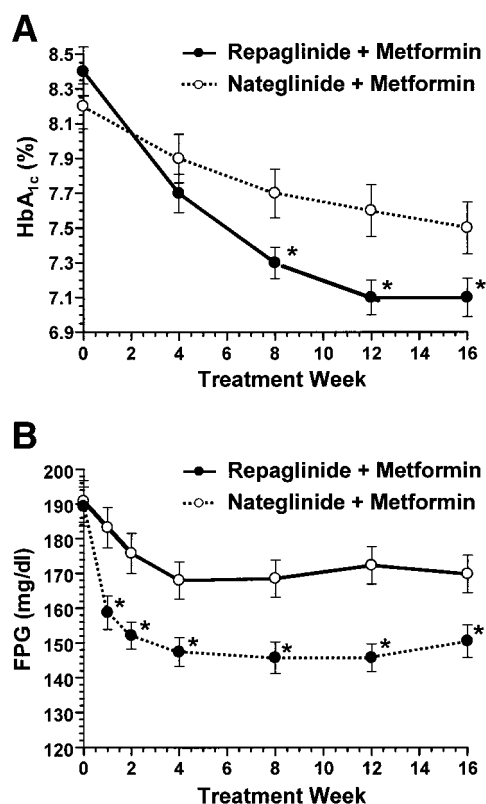 A
8.5
8.3
8.1
7.9
7.7
7.5
7.3
7.1
6.9
HbA1c (%)
Repaglinide + Metformin
Nateglinide + Metformin
*
*
*
0 2 4 6 8 10 12 14 16
Treatment Week
B
200
190
180
170
160
150
140
130
120
FPG (mg/dl)
Repaglinide + Metformin
Nateglinide + Metformin
*
*
*
*
*
*
0 2 4 6 8 10 12 14 16
Treatment Week